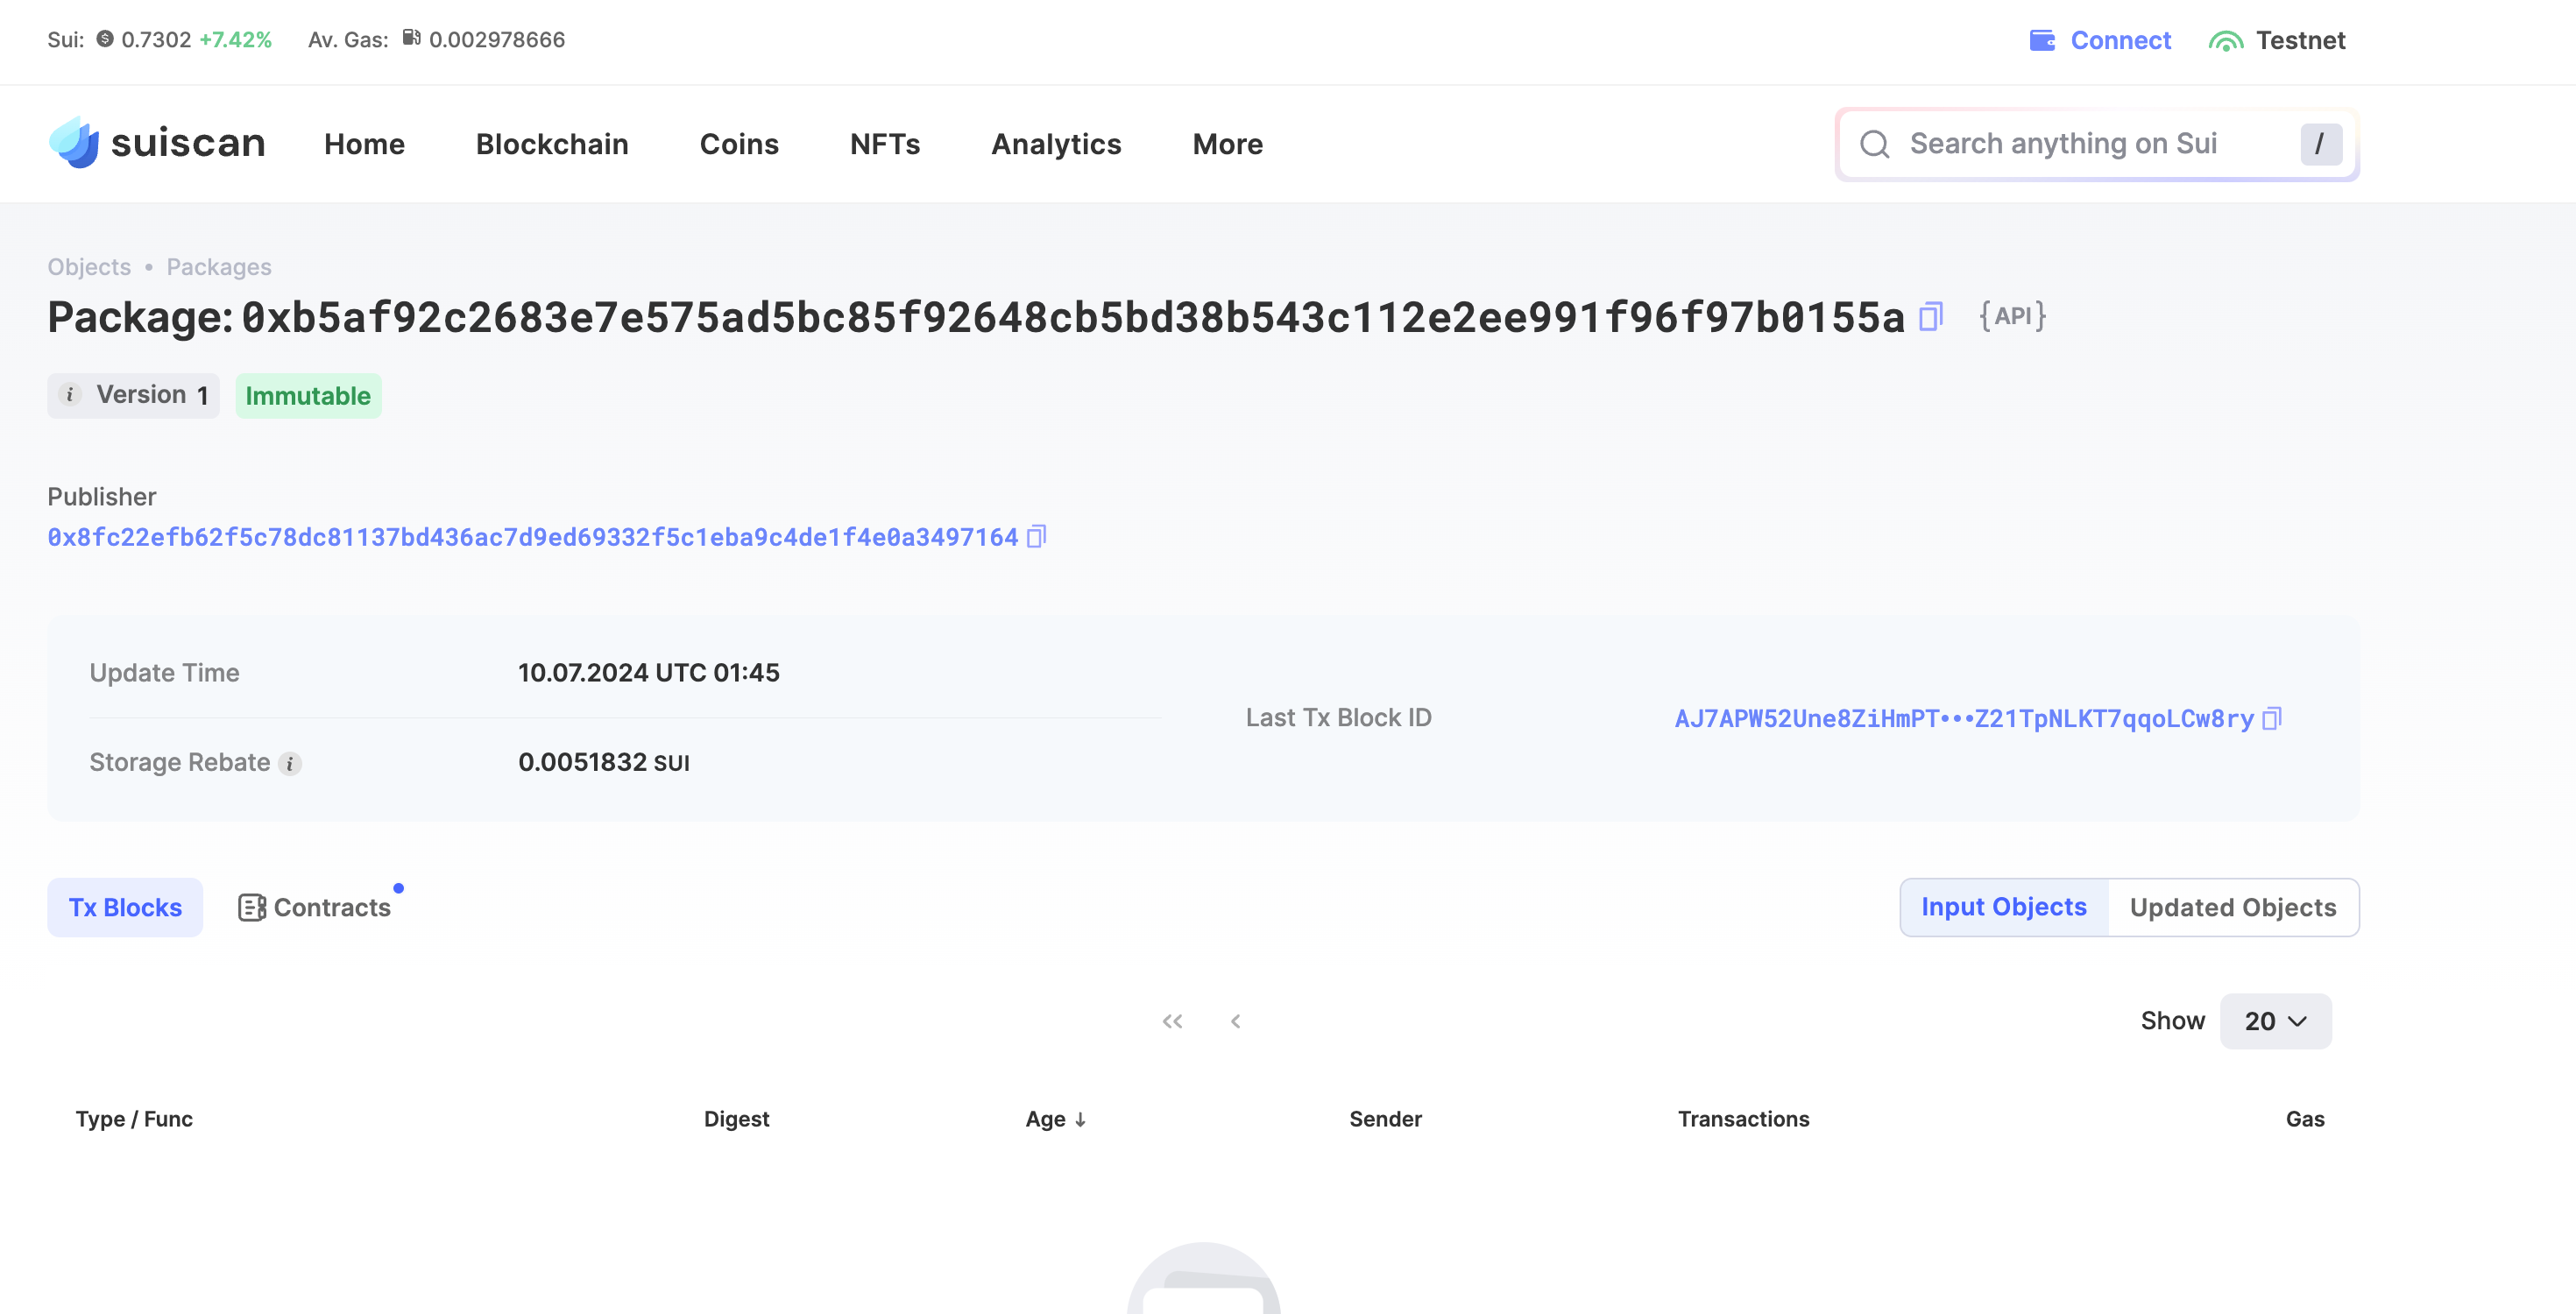 Sui: 0.7302 +7.42% Av. Gas: 0.002978666 Connect Testnet
suiscan Home Blockchain Coins NFTs Analytics More Search anything on Sui /
Objects • Packages
Package: 0xb5af92c2683e7e575ad5bc85f92648cb5bd38b543c112e2ee991f96f97b0155a {API}
i Version 1 Immutable
Publisher
0x8fc22efb62f5c78dc81137bd436ac7d9ed69332f5c1eba9c4de1f4e0a3497164
Update Time 10.07.2024 UTC 01:45
Last Tx Block ID AJ7APW52Une8ZiHmPT•••Z21TpNLKT7qqoLCw8ry
Storage Rebate i 0.0051832 SUI
Tx Blocks Contracts Input Objects Updated Objects
Show 20
Type / Func Digest Age ↓ Sender Transactions Gas